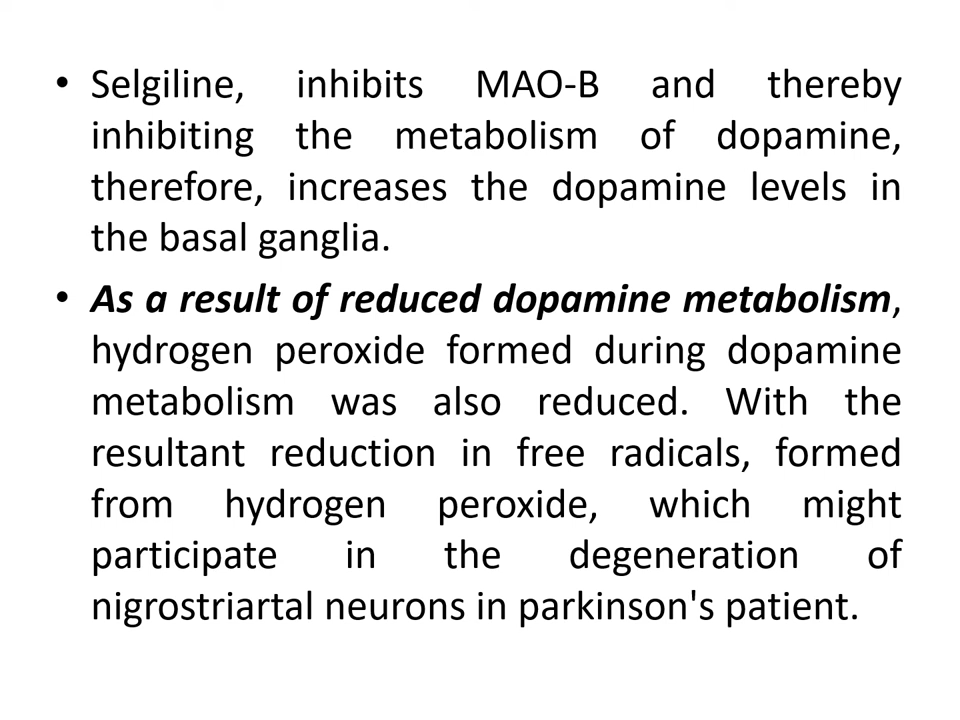 • Selgiline, inhibits MAO-B and thereby
inhibiting the metabolism of dopamine,
therefore, increases the dopamine levels in
the basal ganglia.
• As a result of reduced dopamine metabolism,
hydrogen peroxide formed during dopamine
metabolism was also reduced. With the
resultant reduction in free radicals, formed
from hydrogen peroxide, which might
participate in the degeneration of
nigrostriartal neurons in parkinson's patient.